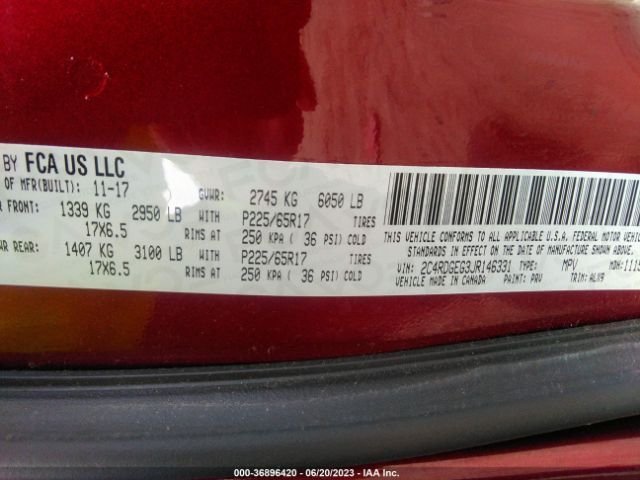 BY FCA US LLC
OF MFR(BUILT): 11-17 GVWR: 2745 KG 6050 LB
FRONT: 1339 KG 2950 LB WITH P225/65R17 TIRES
17X6.5 RIMS AT 250 KPA ( 36 PSI) COLD
WR REAR: 1407 KG 3100 LB WITH P225/65R17 TIRES
17X6.5 RIMS AT 250 KPA ( 36 PSI) COLD
THIS VEHICLE CONFORMS TO ALL APPLICABLE U.S.A. FEDERAL MOTOR VEHI
STANDARDS IN EFFECT ON THE DATE OF MANUFACTURE SHOWN ABOVE.
VIN: 2C4RDGEG3JR146331 TYPE: MPV MDH: 1115
VEHICLE MADE IN CANADA PAINT: PRV TRIM:
000-36896420 - 06/20/2023 - IAA Inc.